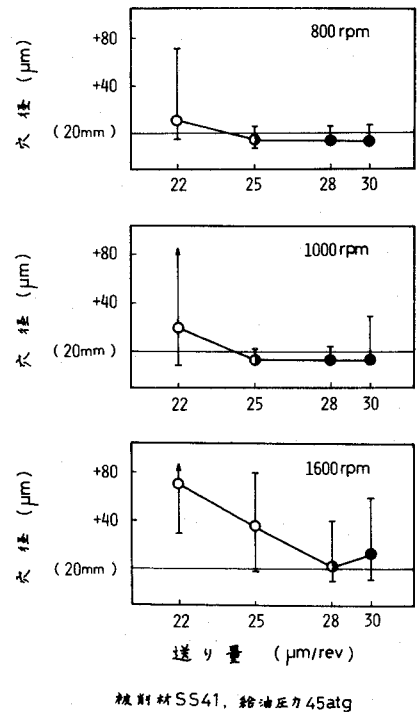 800 rpm
穴径 (μm)
+80
+40
(20mm)
22 25 28 30
1000 rpm
穴径 (μm)
+80
+40
(20mm)
22 25 28 30
1600 rpm
穴径 (μm)
+80
+40
(20mm)
22 25 28 30
送り量 (μm/rev)
被削材SS41, 給油圧力45atg